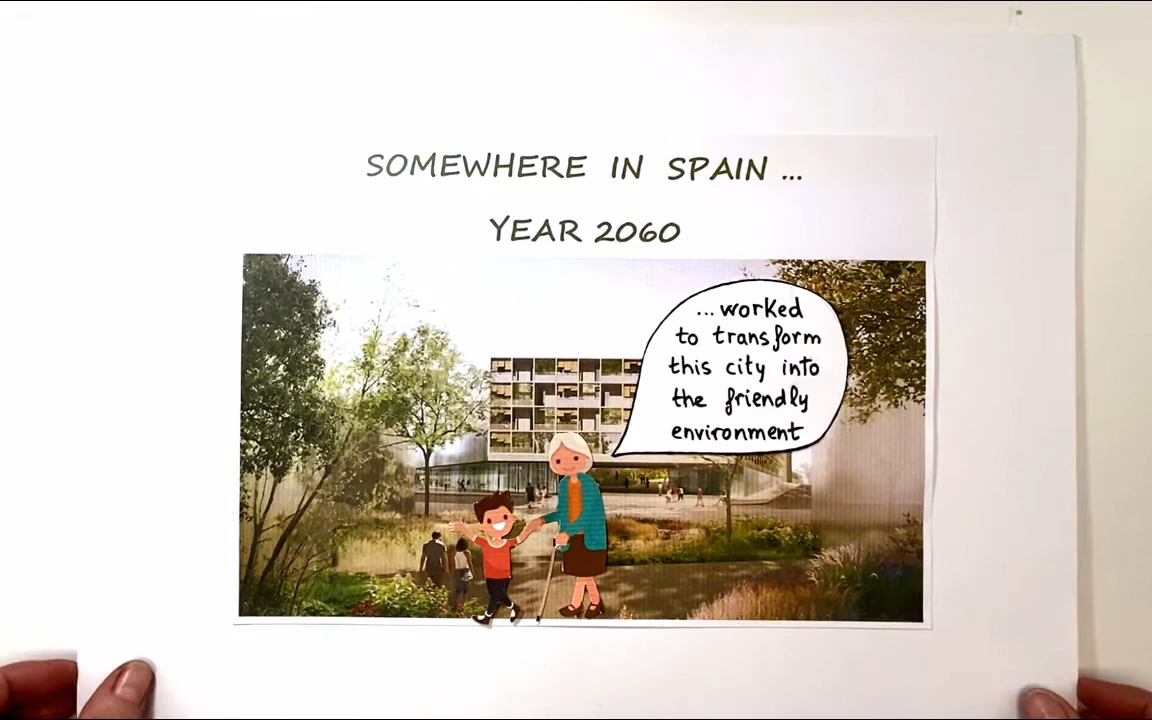 SOMEWHERE IN SPAIN ...
YEAR 2060
...worked
to transform
this city into
the friendly
environment